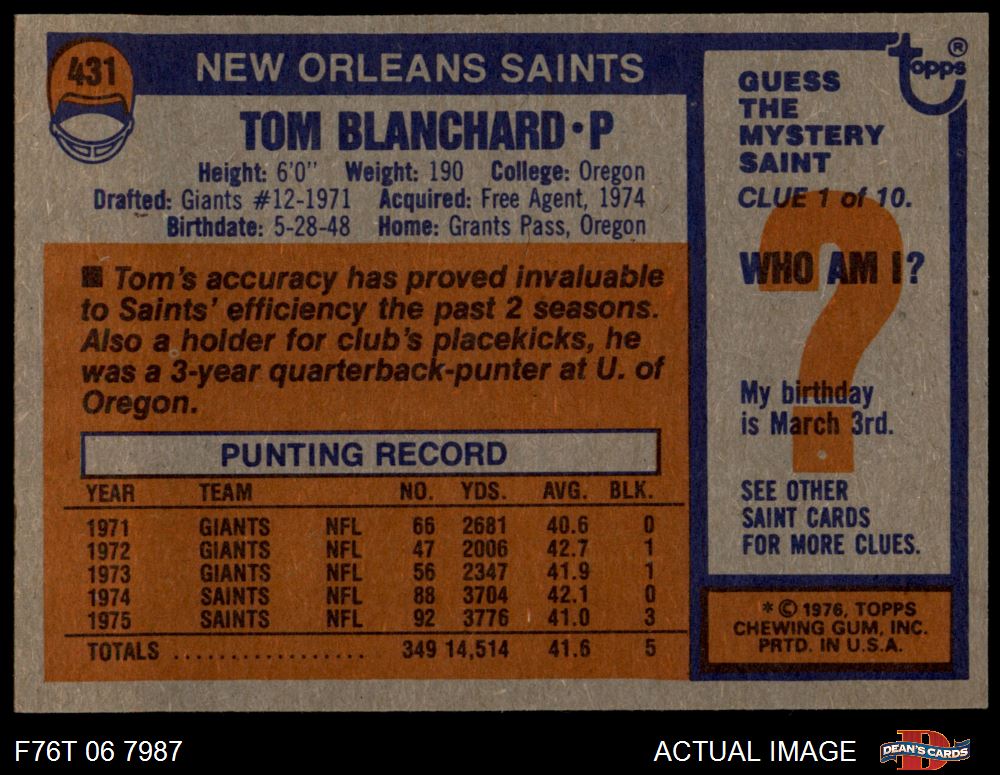 431
NEW ORLEANS SAINTS
TOM BLANCHARD • P
Height: 6'0" Weight: 190 College: Oregon
Drafted: Giants #12-1971 Acquired: Free Agent, 1974
Birthdate: 5-28-48 Home: Grants Pass, Oregon
■ Tom's accuracy has proved invaluable
to Saints' efficiency the past 2 seasons.
Also a holder for club's placekicks, he
was a 3-year quarterback-punter at U. of
Oregon.
PUNTING RECORD
YEAR TEAM NO. YDS. AVG. BLK.
1971 GIANTS NFL 66 2681 40.6 0
1972 GIANTS NFL 47 2006 42.7 1
1973 GIANTS NFL 56 2347 41.9 1
1974 SAINTS NFL 88 3704 42.1 0
1975 SAINTS NFL 92 3776 41.0 3
TOTALS .................. 349 14,514 41.6 5
topps ®
GUESS
THE
MYSTERY
SAINT
CLUE 1 of 10.
?
WHO AM I?
My birthday
is March 3rd.
SEE OTHER
SAINT CARDS
FOR MORE CLUES.
* © 1976, TOPPS
CHEWING GUM, INC.
PRTD. IN U.S.A.
F76T 06 7987
ACTUAL IMAGE
D
DEAN'S CARDS